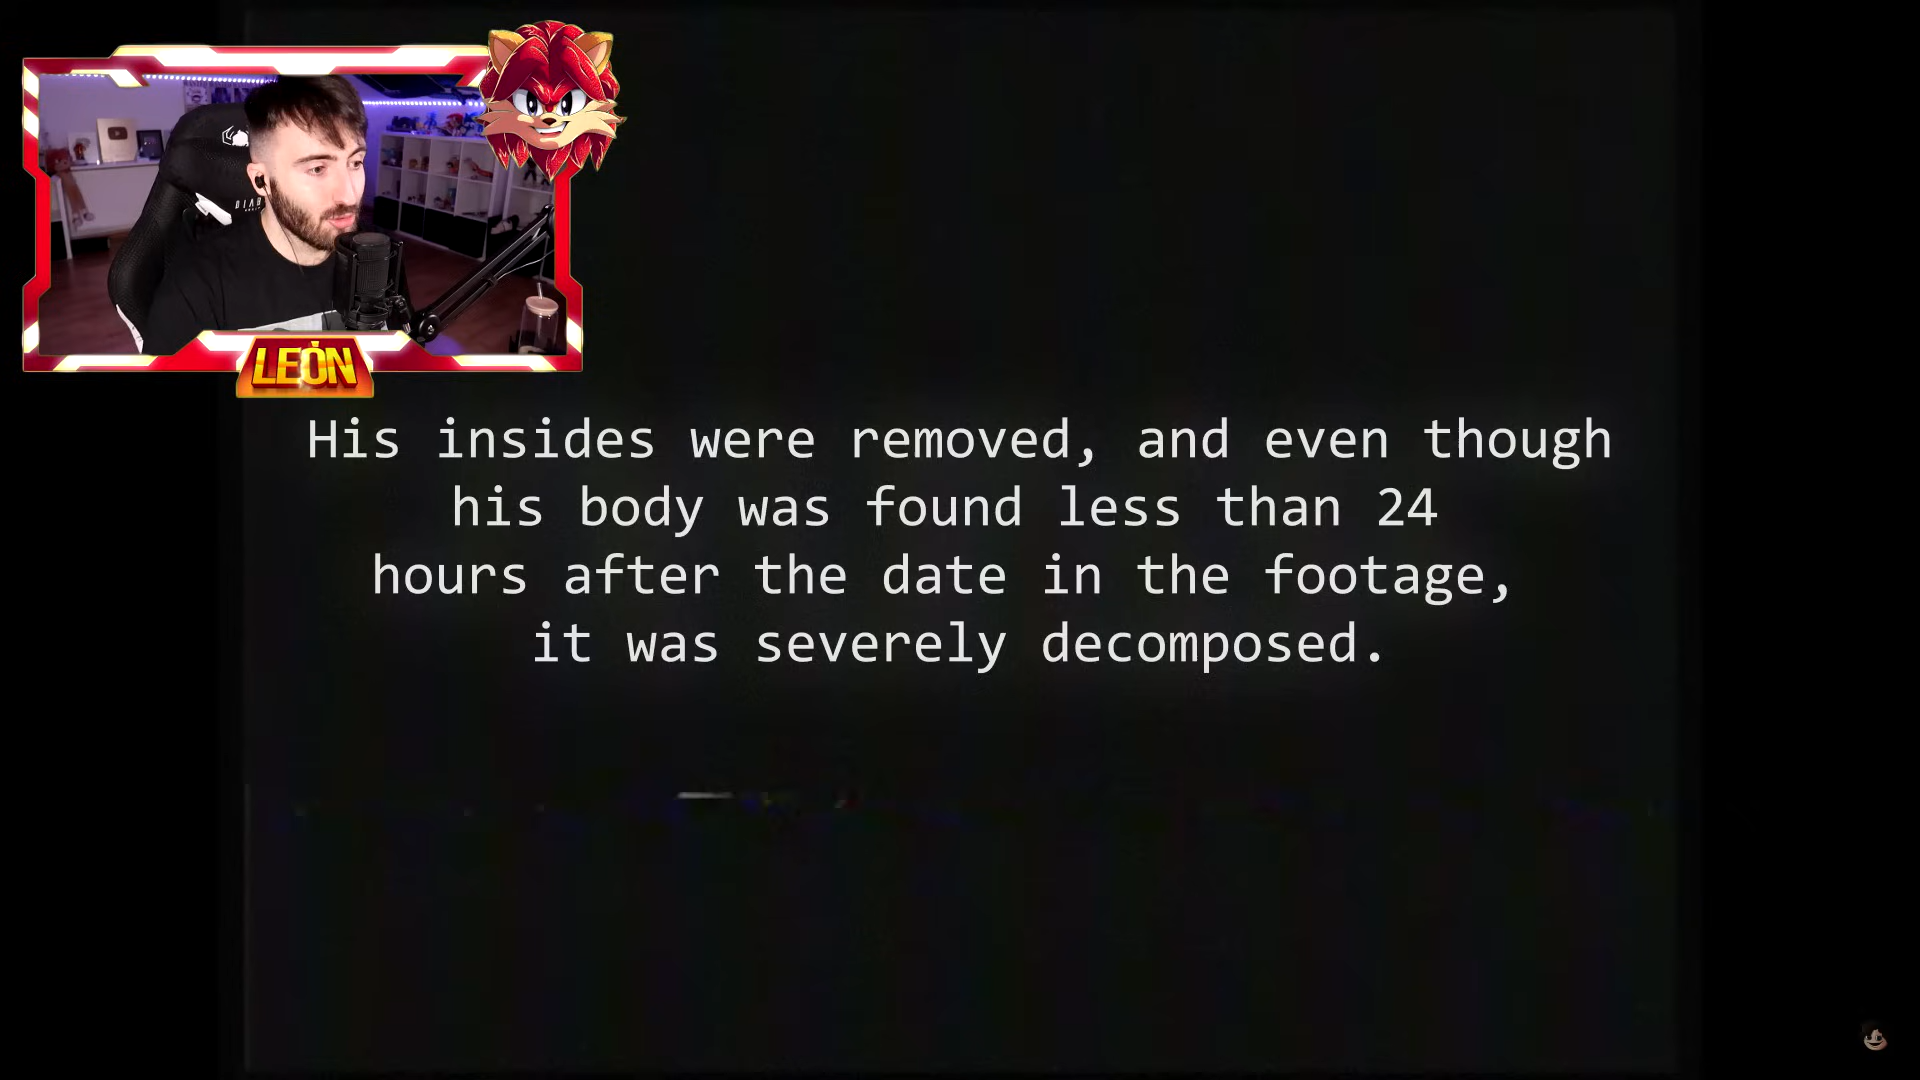 LEÓN
His insides were removed, and even though
his body was found less than 24
hours after the date in the footage,
it was severely decomposed.